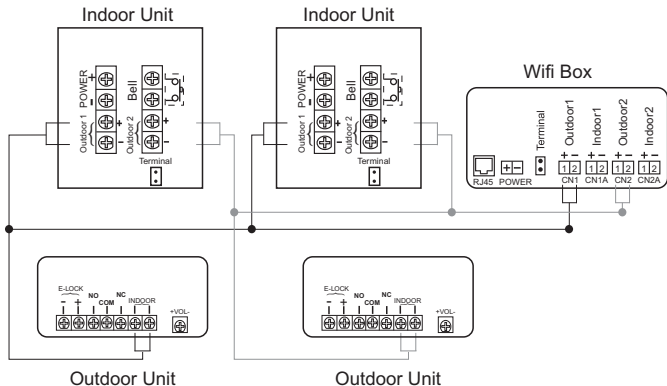 Indoor Unit
Indoor Unit
+ POWER -
Bell
Outdoor 1 + -
Outdoor 2 + -
Terminal
+ POWER -
Bell
Outdoor 1 + -
Outdoor 2 + -
Terminal
Wifi Box
Terminal
Outdoor1
Indoor1
Outdoor2
Indoor2
+ - + - + - + -
RJ45 POWER + -
1 2 1 2 1 2 1 2
CN1 CN1A CN2 CN2A
E-LOCK NO NC INDOOR
- + COM
+VOL-
E-LOCK NO NC INDOOR
- + COM
+VOL-
Outdoor Unit
Outdoor Unit